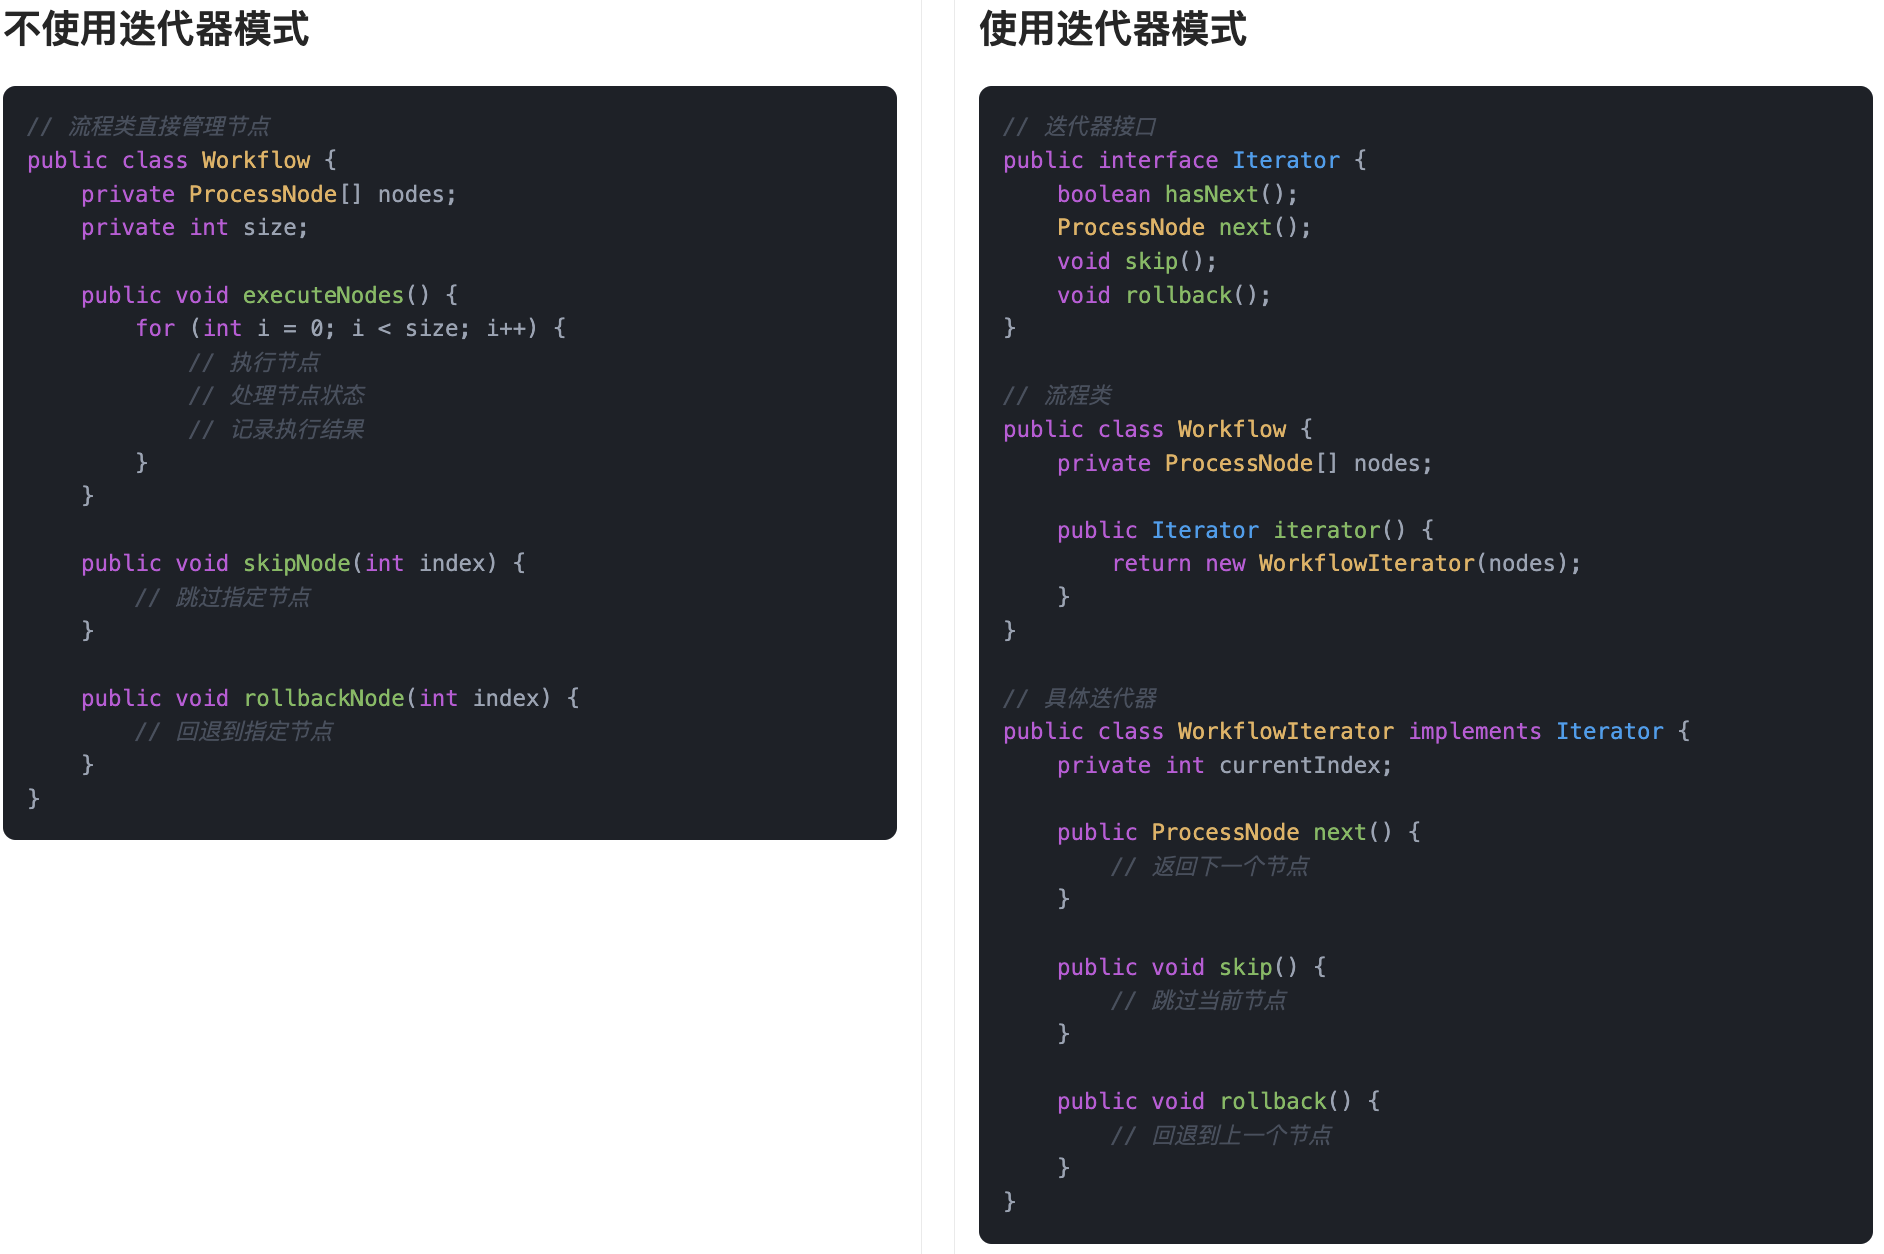 不使用迭代器模式
// 流程类直接管理节点
public class Workflow {
    private ProcessNode[] nodes;
    private int size;
    public void executeNodes() {
        for (int i = 0; i < size; i++) {
            // 执行节点
            // 处理节点状态
            // 记录执行结果
        }
    }
    public void skipNode(int index) {
        // 跳过指定节点
    }
    public void rollbackNode(int index) {
        // 回退到指定节点
    }
}
使用迭代器模式
// 迭代器接口
public interface Iterator {
    boolean hasNext();
    ProcessNode next();
    void skip();
    void rollback();
}
// 流程类
public class Workflow {
    private ProcessNode[] nodes;
    public Iterator iterator() {
        return new WorkflowIterator(nodes);
    }
}
// 具体迭代器
public class WorkflowIterator implements Iterator {
    private int currentIndex;
    public ProcessNode next() {
        // 返回下一个节点
    }
    public void skip() {
        // 跳过当前节点
    }
    public void rollback() {
        // 回退到上一个节点
    }
}